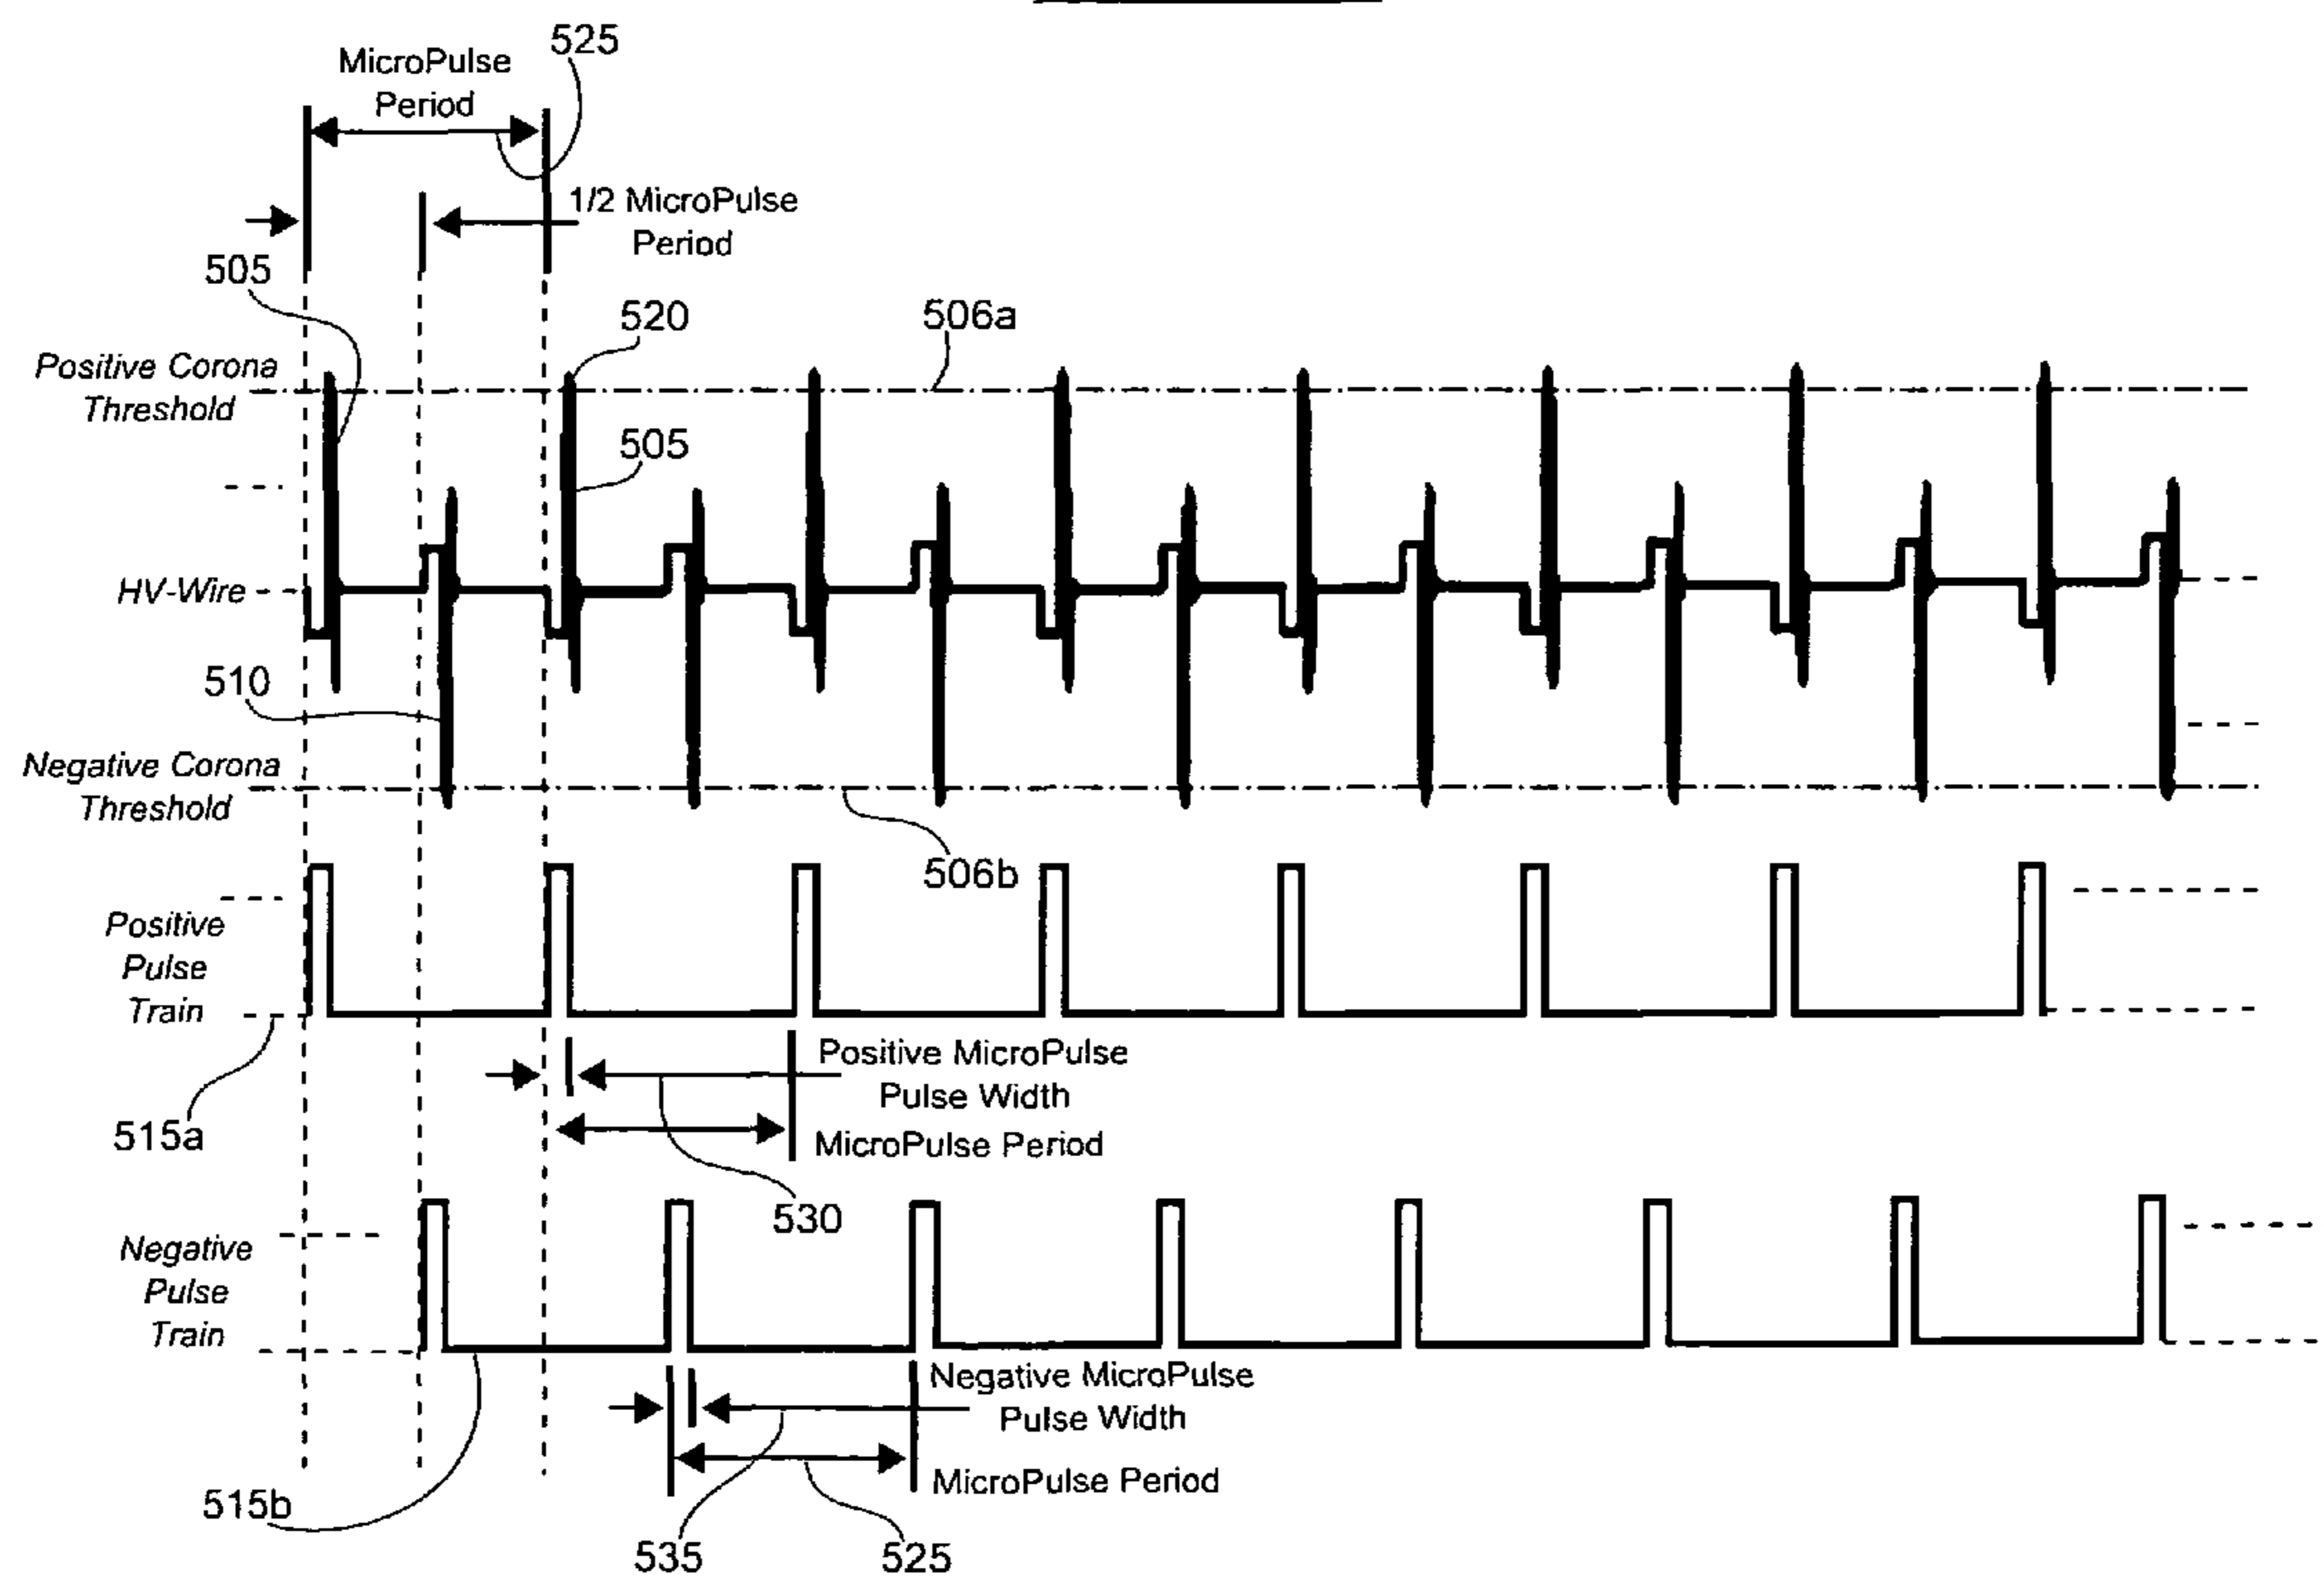 525
MicroPulse
Period
1/2 MicroPulse
Period
505
520
506a
Positive Corona
Threshold
505
HV-Wire
510
Negative Corona
Threshold
506b
Positive
Pulse
Train
Positive MicroPulse
Pulse Width
515a
MicroPulse Period
530
Negative
Pulse
Train
Negative MicroPulse
Pulse Width
MicroPulse Period
515b
535
525